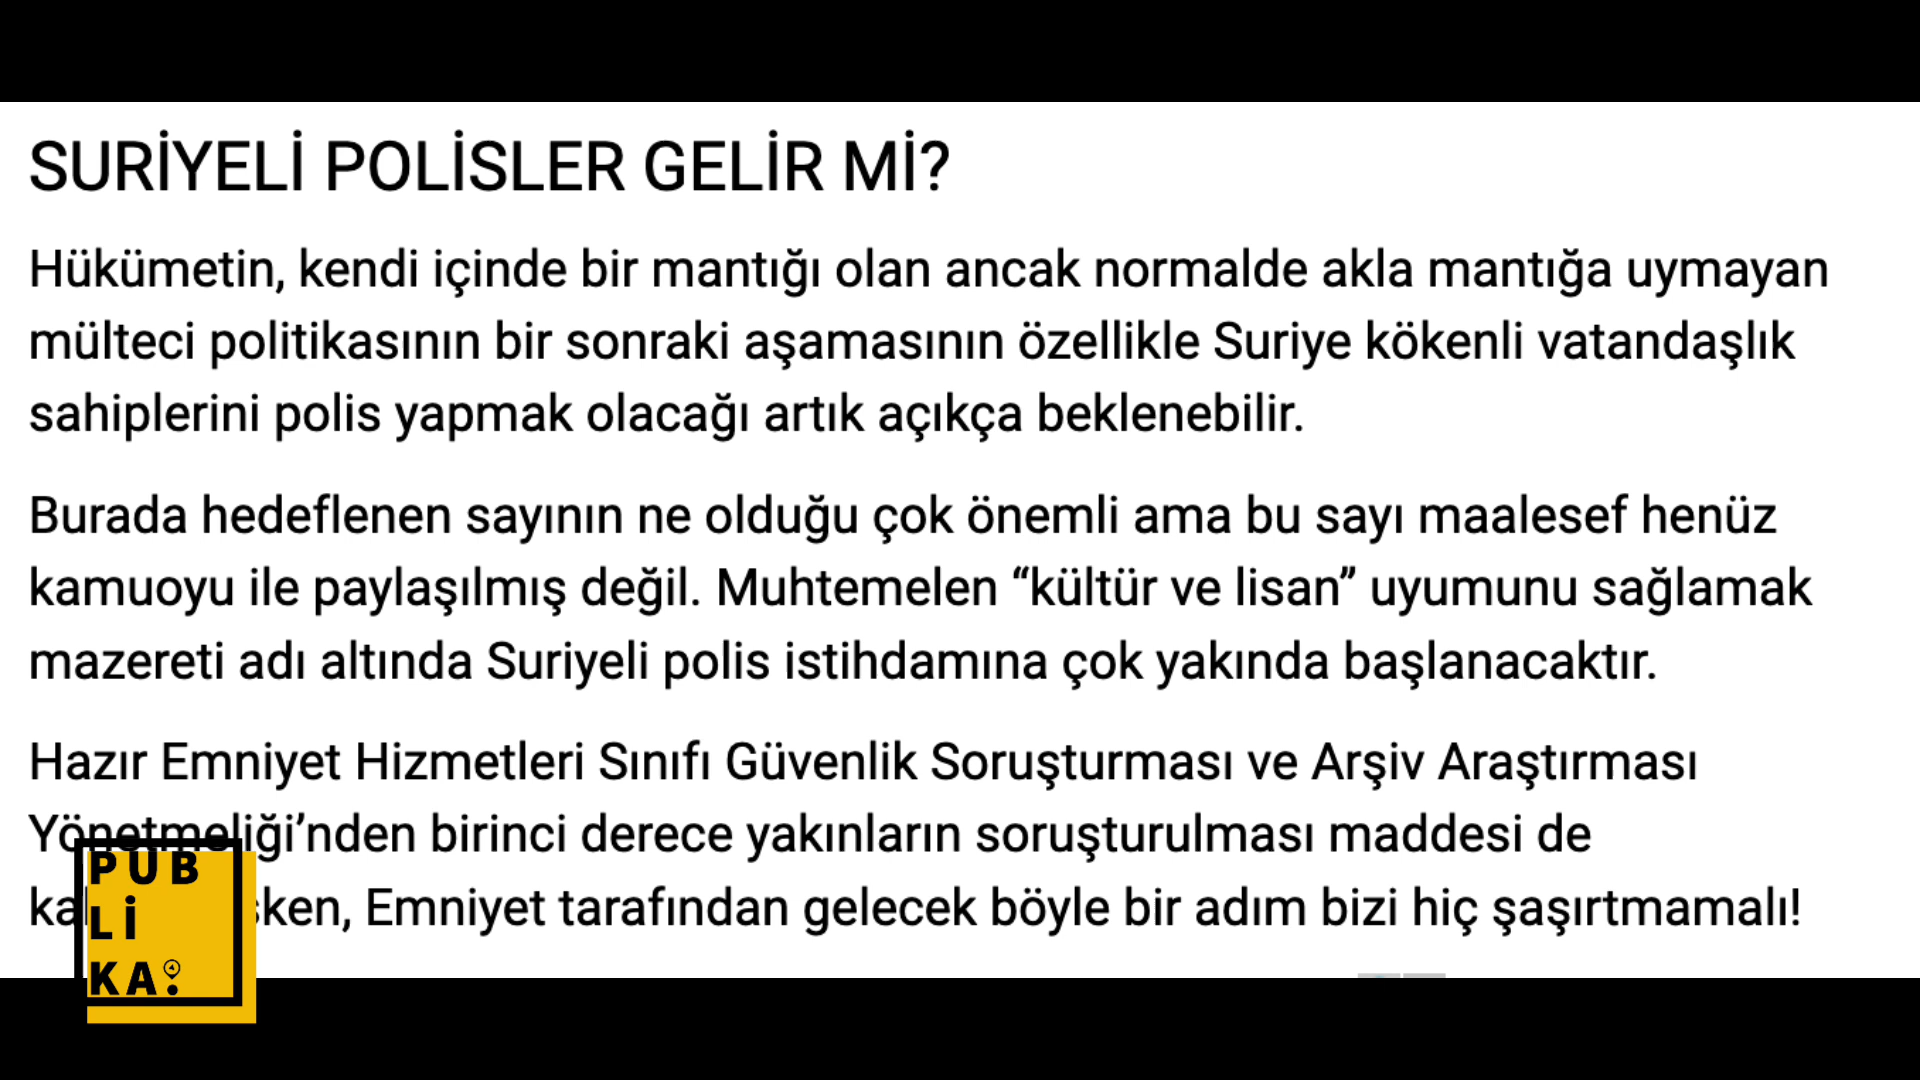 SURİYELİ POLİSLER GELİR Mİ?
Hükümetin, kendi içinde bir mantığı olan ancak normalde akla mantığa uymayan
mülteci politikasının bir sonraki aşamasının özellikle Suriye kökenli vatandaşlık
sahiplerini polis yapmak olacağı artık açıkça beklenebilir.
Burada hedeflenen sayının ne olduğu çok önemli ama bu sayı maalesef henüz
kamuoyu ile paylaşılmış değil. Muhtemelen “kültür ve lisan” uyumunu sağlamak
mazereti adı altında Suriyeli polis istihdamına çok yakında başlanacaktır.
Hazır Emniyet Hizmetleri Sınıfı Güvenlik Soruşturması ve Arşiv Araştırması
Yönetmeliği’nden birinci derece yakınların soruşturulması maddesi de
Emniyet tarafından gelecek böyle bir adım bizi hiç şaşırtmamalı!
PUB
Lİ
KA